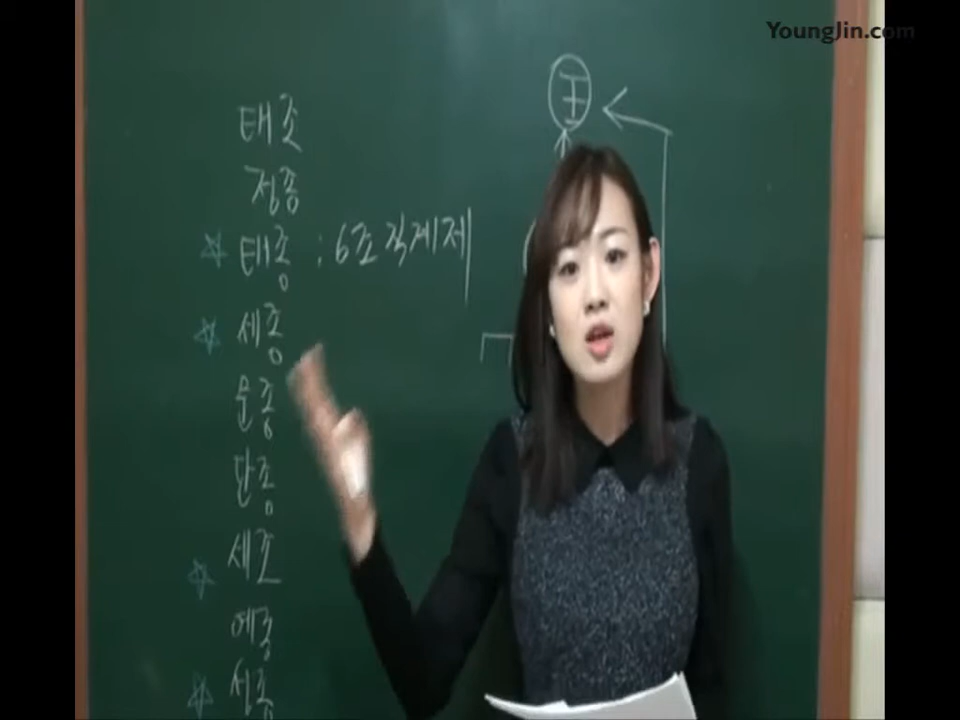 YoungJin.com
王
태조
정종
☆ 태종 : 6조직계제
☆ 세종
문종
단종
☆ 세조
예종
☆ 성종